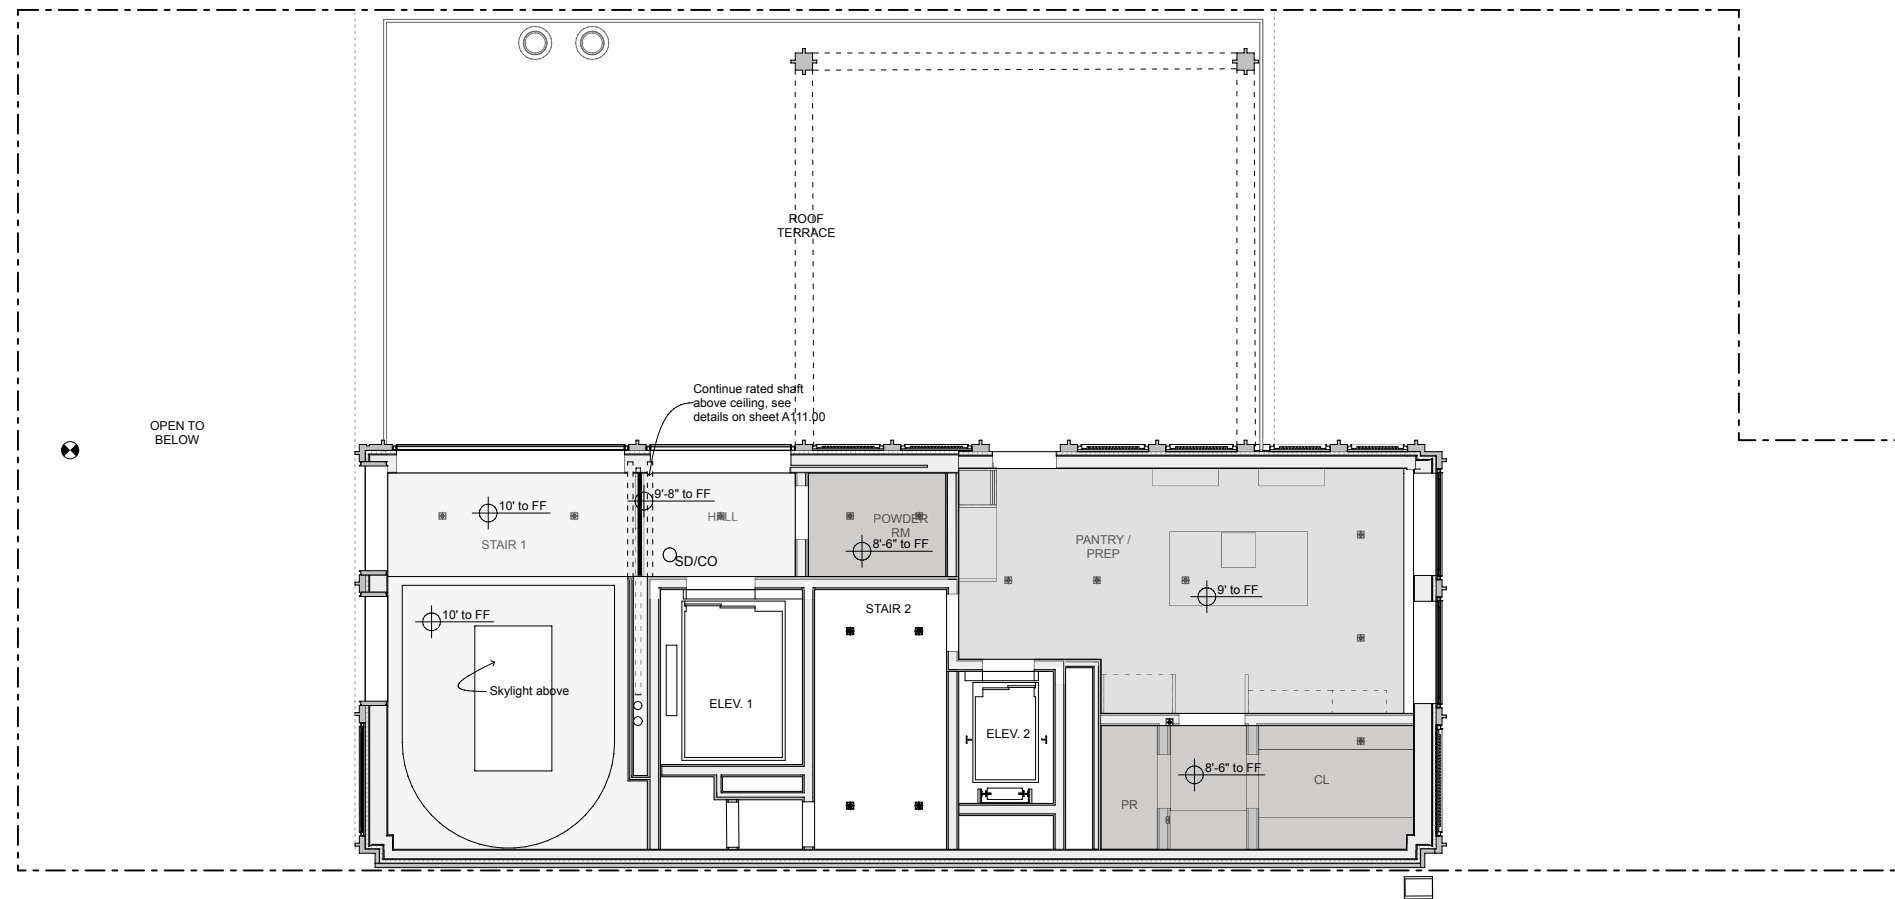 ROOF
TERRACE
Continue rated shaft
above ceiling, see
details on sheet A111.00
OPEN TO
BELOW
10' to FF
9'-8" to FF
HALL
POWDER
RM
8'-6" to FF
STAIR 1
SD/CO
PANTRY /
PREP
9' to FF
10' to FF
STAIR 2
Skylight above
ELEV. 1
ELEV. 2
8'-6" to FF
CL
PR